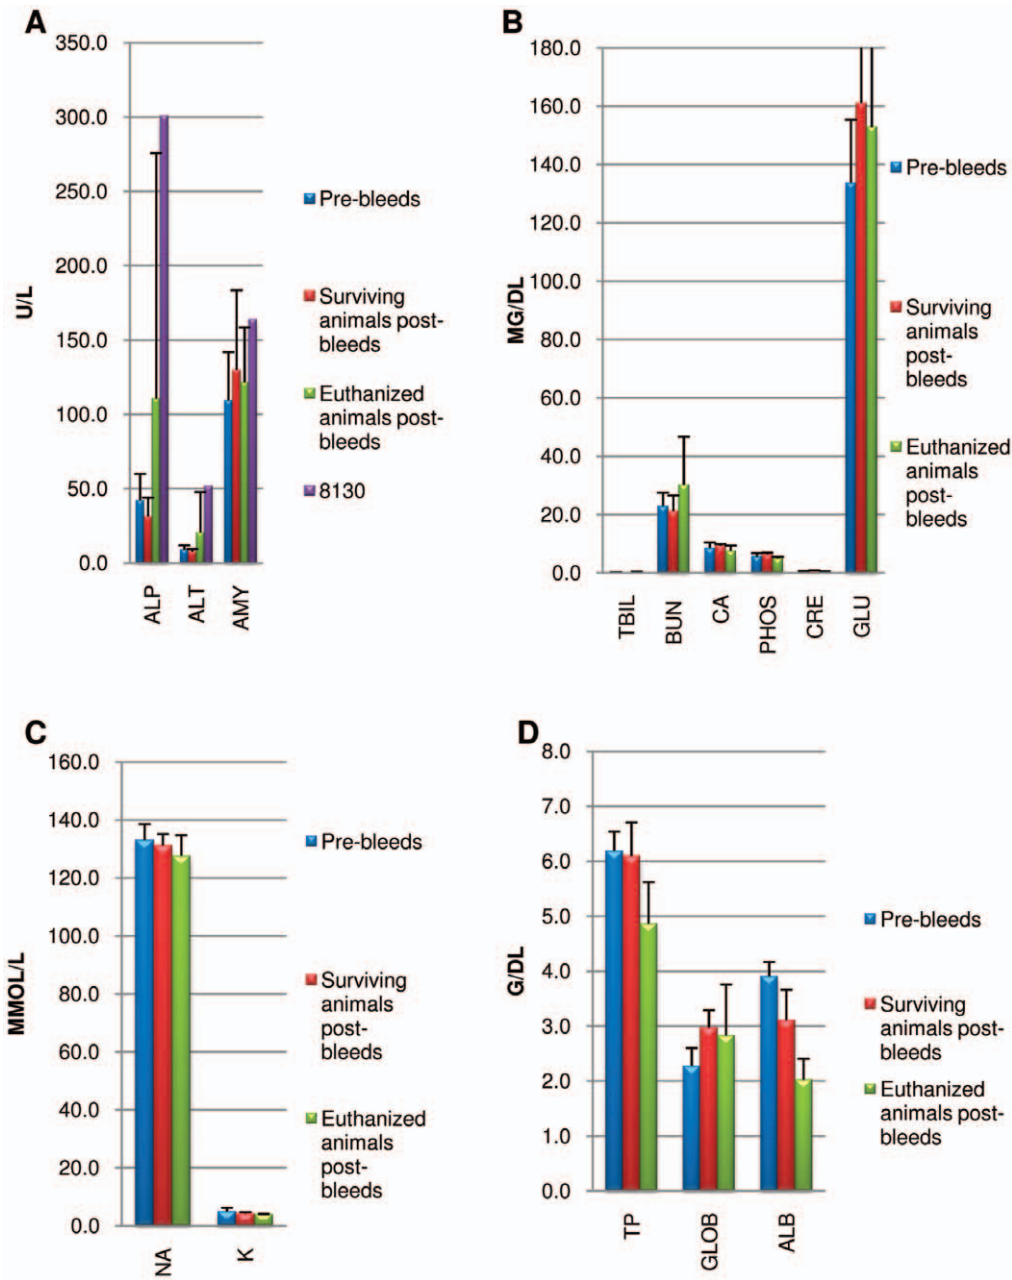 A
350.0
300.0
250.0
200.0
150.0
100.0
50.0
0.0
U/L
ALP
ALT
AMY
Pre-bleeds
Surviving
animals post-
bleeds
Euthanized
animals post-
bleeds
8130
B
180.0
160.0
140.0
120.0
100.0
80.0
60.0
40.0
20.0
0.0
MG/DL
TBIL
BUN
CA
PHOS
CRE
GLU
Pre-bleeds
Surviving
animals
post-
bleeds
Euthanized
animals
post-
bleeds
C
160.0
140.0
120.0
100.0
80.0
60.0
40.0
20.0
0.0
MMOL/L
NA
K
Pre-bleeds
Surviving
animals
post-
bleeds
Euthanized
animals
post-
bleeds
D
8.0
7.0
6.0
5.0
4.0
3.0
2.0
1.0
0.0
G/DL
TP
GLOB
ALB
Pre-bleeds
Surviving
animals post-
bleeds
Euthanized
animals post-
bleeds